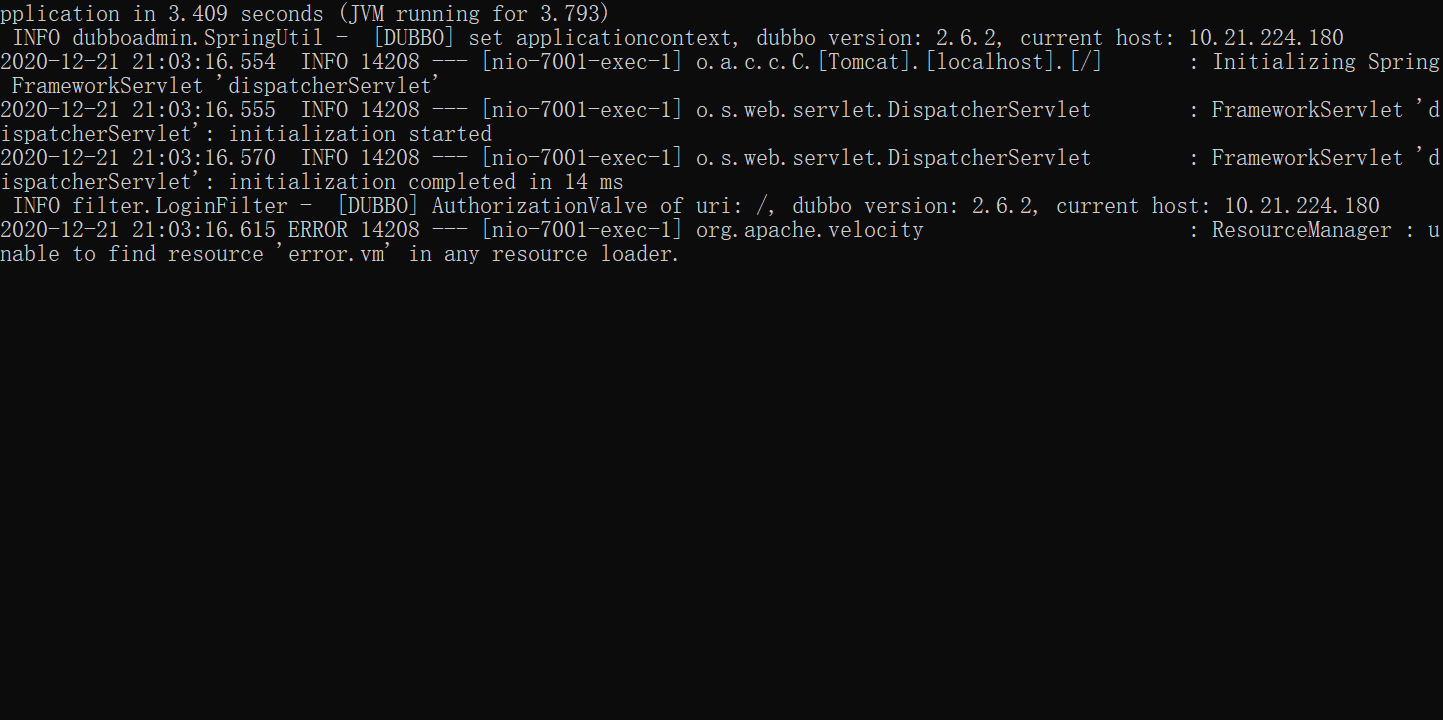 pplication in 3.409 seconds (JVM running for 3.793)
 INFO dubboadmin.SpringUtil -  [DUBBO] set applicationcontext, dubbo version: 2.6.2, current host: 10.21.224.180
2020-12-21 21:03:16.554  INFO 14208 --- [nio-7001-exec-1] o.a.c.c.C.[Tomcat].[localhost].[/]       : Initializing Spring
 FrameworkServlet 'dispatcherServlet'
2020-12-21 21:03:16.555  INFO 14208 --- [nio-7001-exec-1] o.s.web.servlet.DispatcherServlet        : FrameworkServlet 'd
ispatcherServlet': initialization started
2020-12-21 21:03:16.570  INFO 14208 --- [nio-7001-exec-1] o.s.web.servlet.DispatcherServlet        : FrameworkServlet 'd
ispatcherServlet': initialization completed in 14 ms
 INFO filter.LoginFilter -  [DUBBO] AuthorizationValve of uri: /, dubbo version: 2.6.2, current host: 10.21.224.180
2020-12-21 21:03:16.615 ERROR 14208 --- [nio-7001-exec-1] org.apache.velocity                      : ResourceManager : u
nable to find resource 'error.vm' in any resource loader.